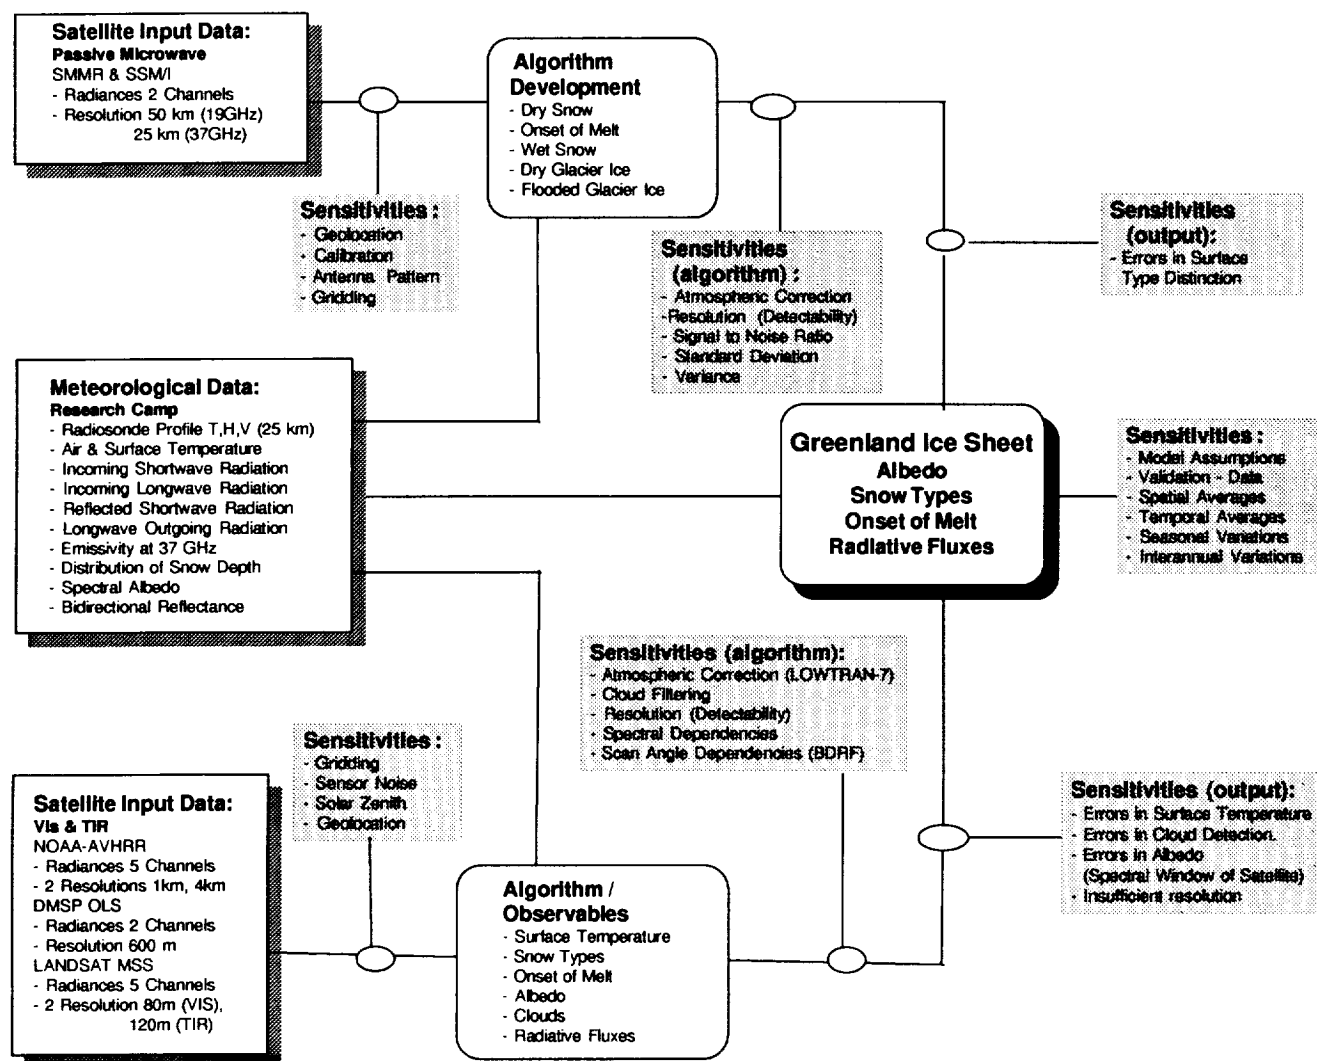 Satellite Input Data:
Passive Microwave
SMMR & SSM/I
- Radiances 2 Channels
- Resolution 50 km (19GHz)
25 km (37GHz)
Algorithm
Development
- Dry Snow
- Onset of Melt
- Wet Snow
- Dry Glacier Ice
- Flooded Glacier Ice
Sensitivities :
- Geolocation
- Calibration
- Antenna Pattern
- Gridding
Sensitivities
(algorithm) :
- Atmospheric Correction
-Resolution (Detectability)
- Signal to Noise Ratio
- Standard Deviation
- Variance
Sensitivities
(output):
- Errors in Surface
Type Distinction
Meteorological Data:
Research Camp
- Radiosonde Profile T,H,V (25 km)
- Air & Surface Temperature
- Incoming Shortwave Radiation
- Incoming Longwave Radiation
- Reflected Shortwave Radiation
- Longwave Outgoing Radiation
- Emissivity at 37 GHz
- Distribution of Snow Depth
- Spectral Albedo
- Bidirectional Reflectance
Greenland Ice Sheet
Albedo
Snow Types
Onset of Melt
Radiative Fluxes
Sensitivities :
- Model Assumptions
- Validation - Data
- Spatial Averages
- Temporal Averages
- Seasonal Variations
- Interannual Variations
Sensitivities (algorithm):
- Atmospheric Correction (LOWTRAN-7)
- Cloud Filtering
- Resolution (Detectability)
- Spectral Dependencies
- Scan Angle Dependencies (BDRF)
Sensitivities :
- Gridding
- Sensor Noise
- Solar Zenith
- Geolocation
Satellite Input Data:
Vis & TIR
NOAA-AVHRR
- Radiances 5 Channels
- 2 Resolutions 1km, 4km
DMSP OLS
- Radiances 2 Channels
- Resolution 600 m
LANDSAT MSS
- Radiances 5 Channels
- 2 Resolution 80m (VIS),
120m (TIR)
Algorithm /
Observables
- Surface Temperature
- Snow Types
- Onset of Melt
- Albedo
- Clouds
- Radiative Fluxes
Sensitivities (output):
- Errors in Surface Temperature
- Errors in Cloud Detection.
- Errors in Albedo
(Spectral Window of Satellite)
- Insufficient resolution